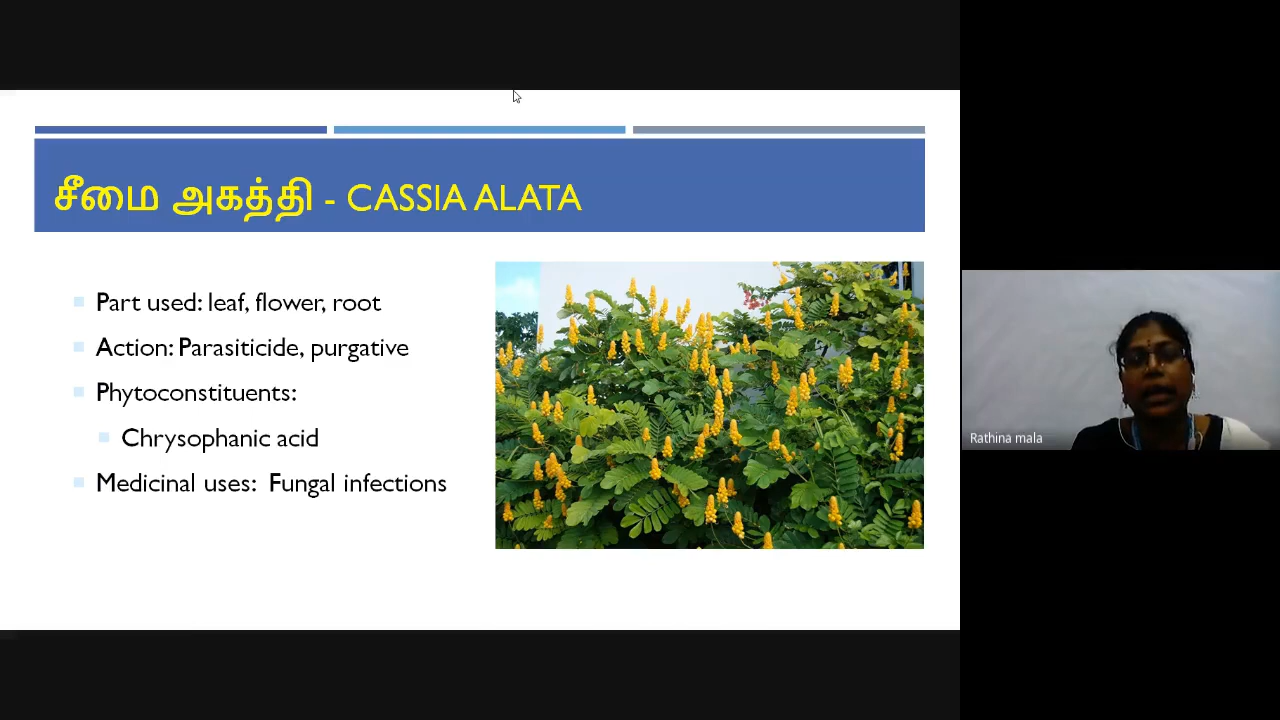 சீமை அகத்தி - CASSIA ALATA
Part used: leaf, flower, root
Action: Parasiticide, purgative
Phytoconstituents:
Chrysophanic acid
Medicinal uses: Fungal infections
Rathina mala